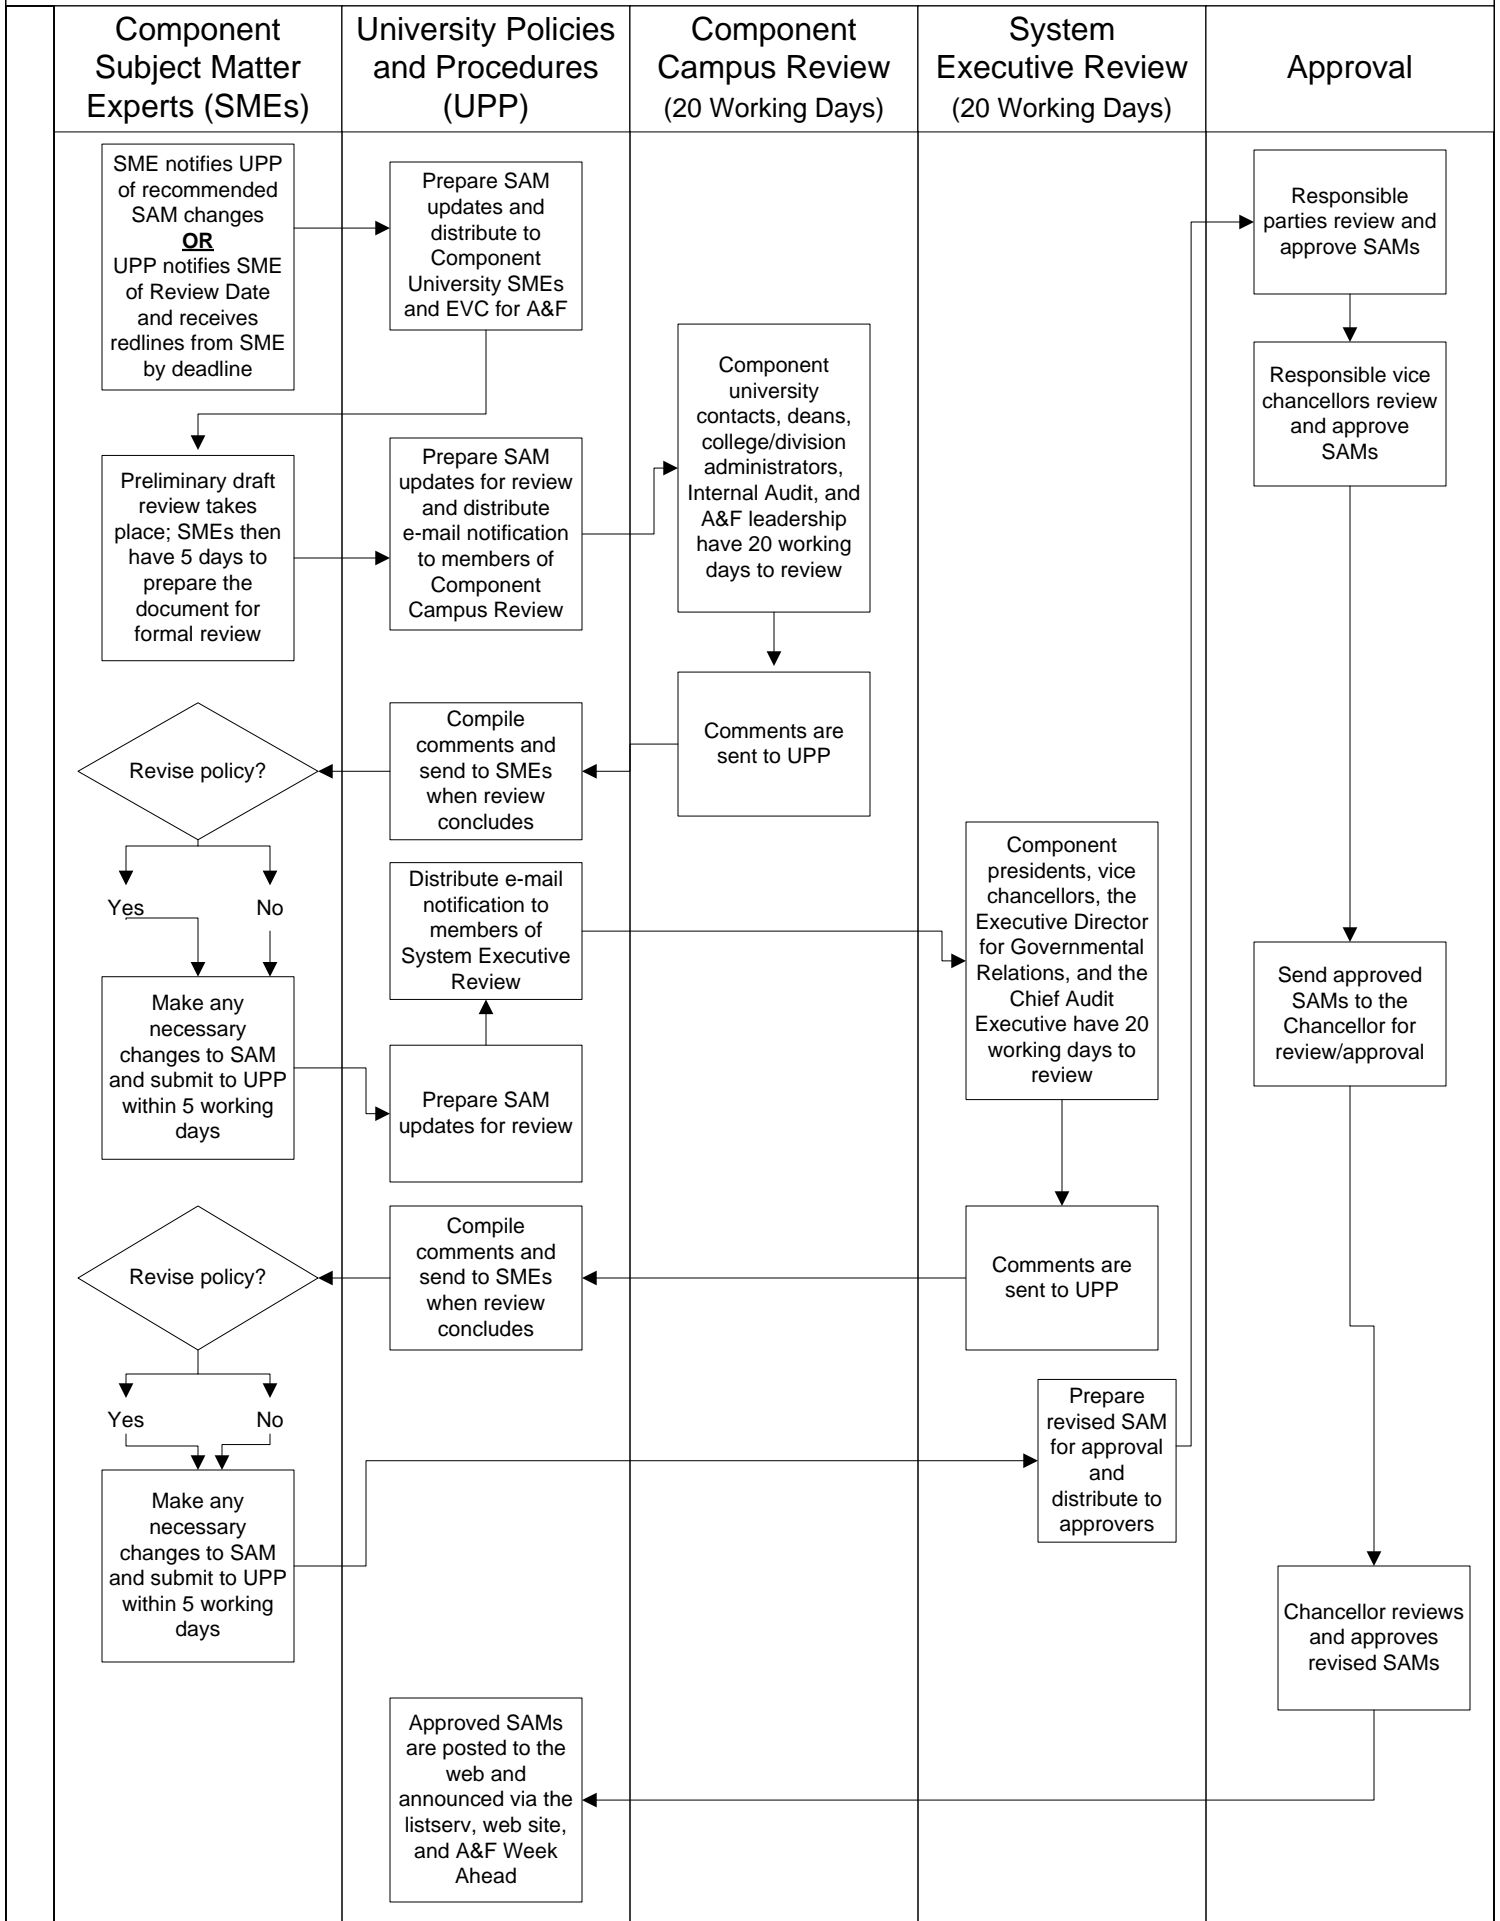 Component
Subject Matter
Experts (SMEs)
University Policies
and Procedures
(UPP)
Component
Campus Review
(20 Working Days)
System
Executive Review
(20 Working Days)
Approval
SME notifies UPP
of recommended
SAM changes
OR
UPP notifies SME
of Review Date
and receives
redlines from SME
by deadline
Prepare SAM
updates and
distribute to
Component
University SMEs
and EVC for A&F
Preliminary draft
review takes
place; SMEs then
have 5 days to
prepare the
document for
formal review
Prepare SAM
updates for review
and distribute
e-mail notification
to members of
Component
Campus Review
Component
university
contacts, deans,
college/division
administrators,
Internal Audit, and
A&F leadership
have 20 working
days to review
Comments are
sent to UPP
Compile
comments and
send to SMEs
when review
concludes
Revise policy?
Yes
No
Make any
necessary
changes to SAM
and submit to UPP
within 5 working
days
Prepare SAM
updates for review
Distribute e-mail
notification to
members of
System Executive
Review
Component
presidents, vice
chancellors, the
Executive Director
for Governmental
Relations, and the
Chief Audit
Executive have 20
working days to
review
Comments are
sent to UPP
Compile
comments and
send to SMEs
when review
concludes
Revise policy?
Yes
No
Make any
necessary
changes to SAM
and submit to UPP
within 5 working
days
Prepare
revised SAM
for approval
and
distribute to
approvers
Responsible
parties review and
approve SAMs
Responsible vice
chancellors review
and approve
SAMs
Send approved
SAMs to the
Chancellor for
review/approval
Chancellor reviews
and approves
revised SAMs
Approved SAMs
are posted to the
web and
announced via the
listserv, web site,
and A&F Week
Ahead